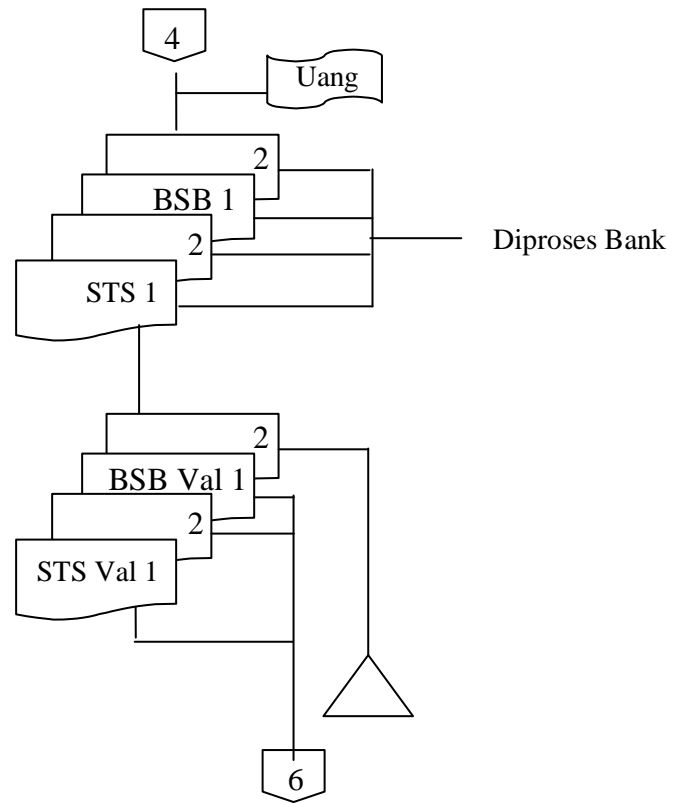 4
Uang
2
BSB 1
2
Diproses Bank
STS 1
2
BSB Val 1
2
STS Val 1
6